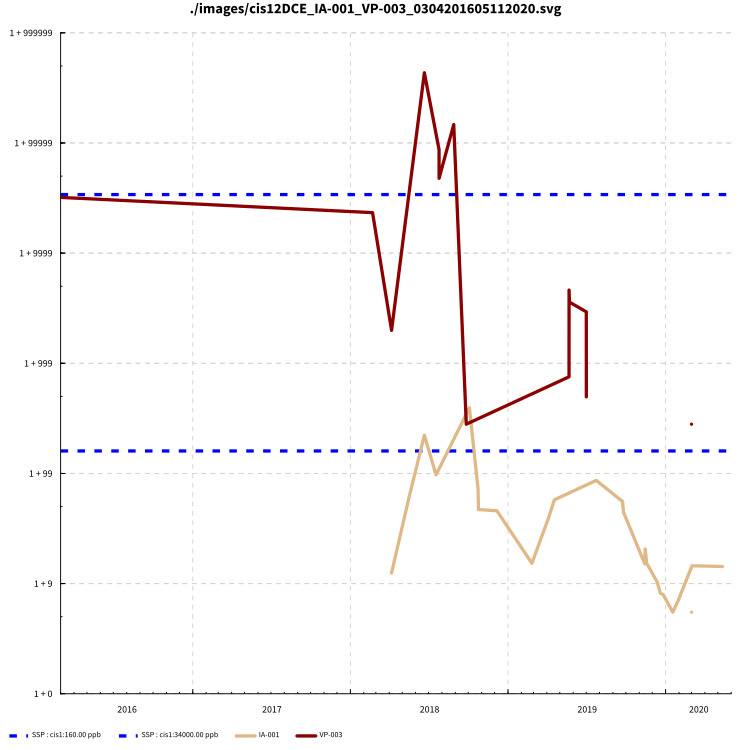 ./images/cis12DCE_IA-001_VP-003_0304201605112020.svg
1+999999
1+99999
1+9999
1+999
1+99
1+9
1+0
2016 2017 2018 2019 2020
SSP : cis1:160.00 ppb SSP : cis1:34000.00 ppb IA-001 VP-003